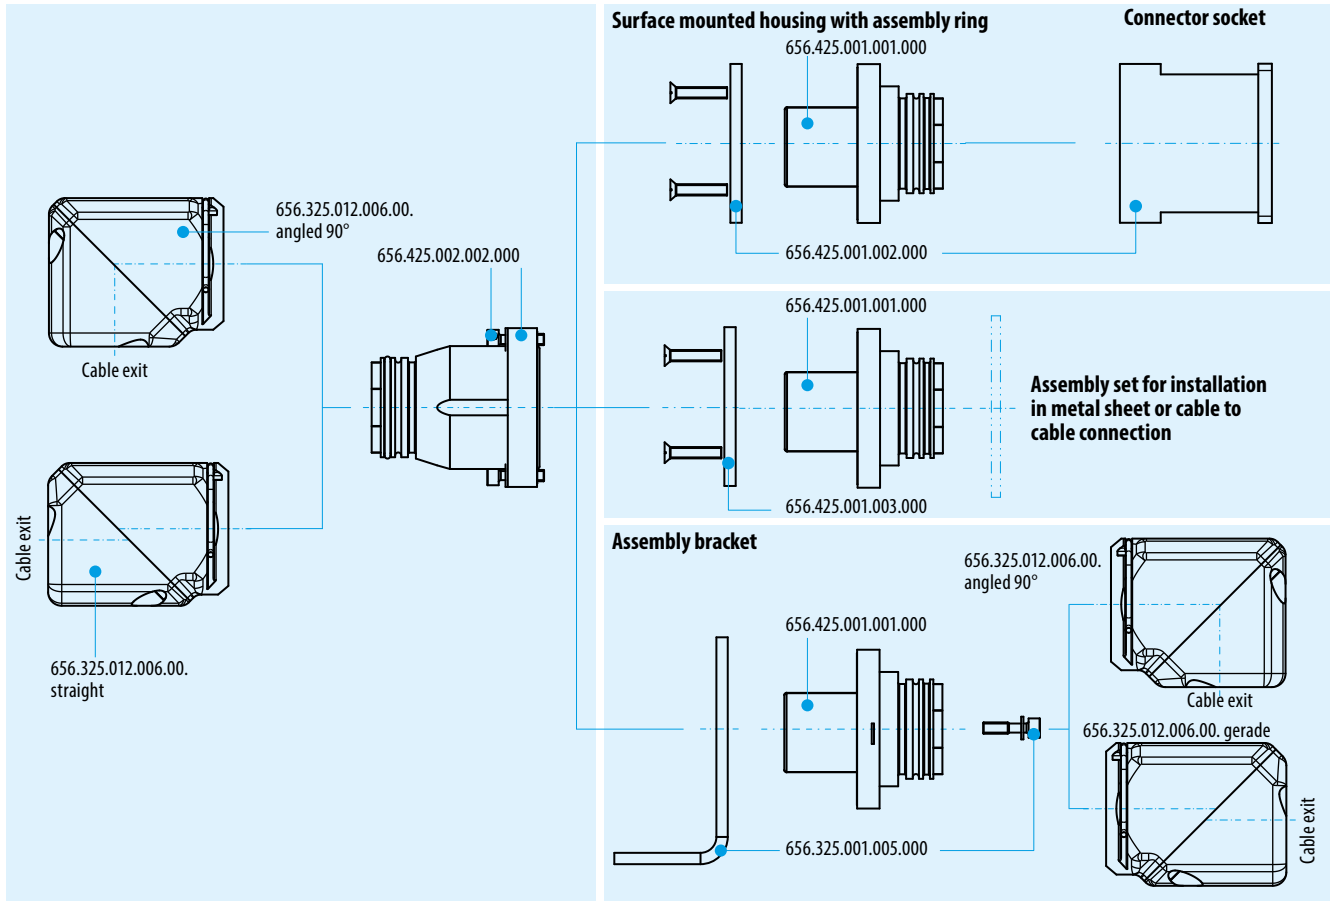 656.325.012.006.00.
angled 90°
656.425.002.002.000
Cable exit
Cable exit
656.325.012.006.00.
straight
Surface mounted housing with assembly ring
Connector socket
656.425.001.001.000
656.425.001.002.000
656.425.001.001.000
Assembly set for installation
in metal sheet or cable to
cable connection
656.425.001.003.000
Assembly bracket
656.325.012.006.00.
angled 90°
656.425.001.001.000
Cable exit
656.325.012.006.00. gerade
Cable exit
656.325.001.005.000